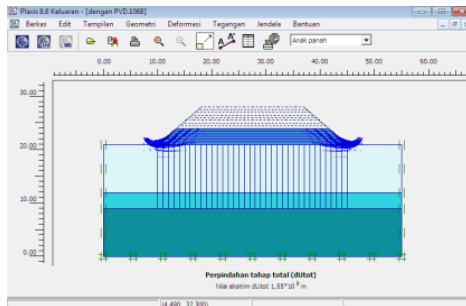 Plaxis 8.6 Keluaran - [dengan PVD.1068]
Berkas Edit Tampilan Geometri Deformasi Tegangan Jendela Bantuan
Anak panah
0.00 10.00 20.00 30.00 40.00 50.00 60.00
30.00
20.00
10.00
0.00
Perpindahan tahap total (dUtot)
Nilai ekstrim dUtot 1,55*10⁹ m
(4.490, 32.300)